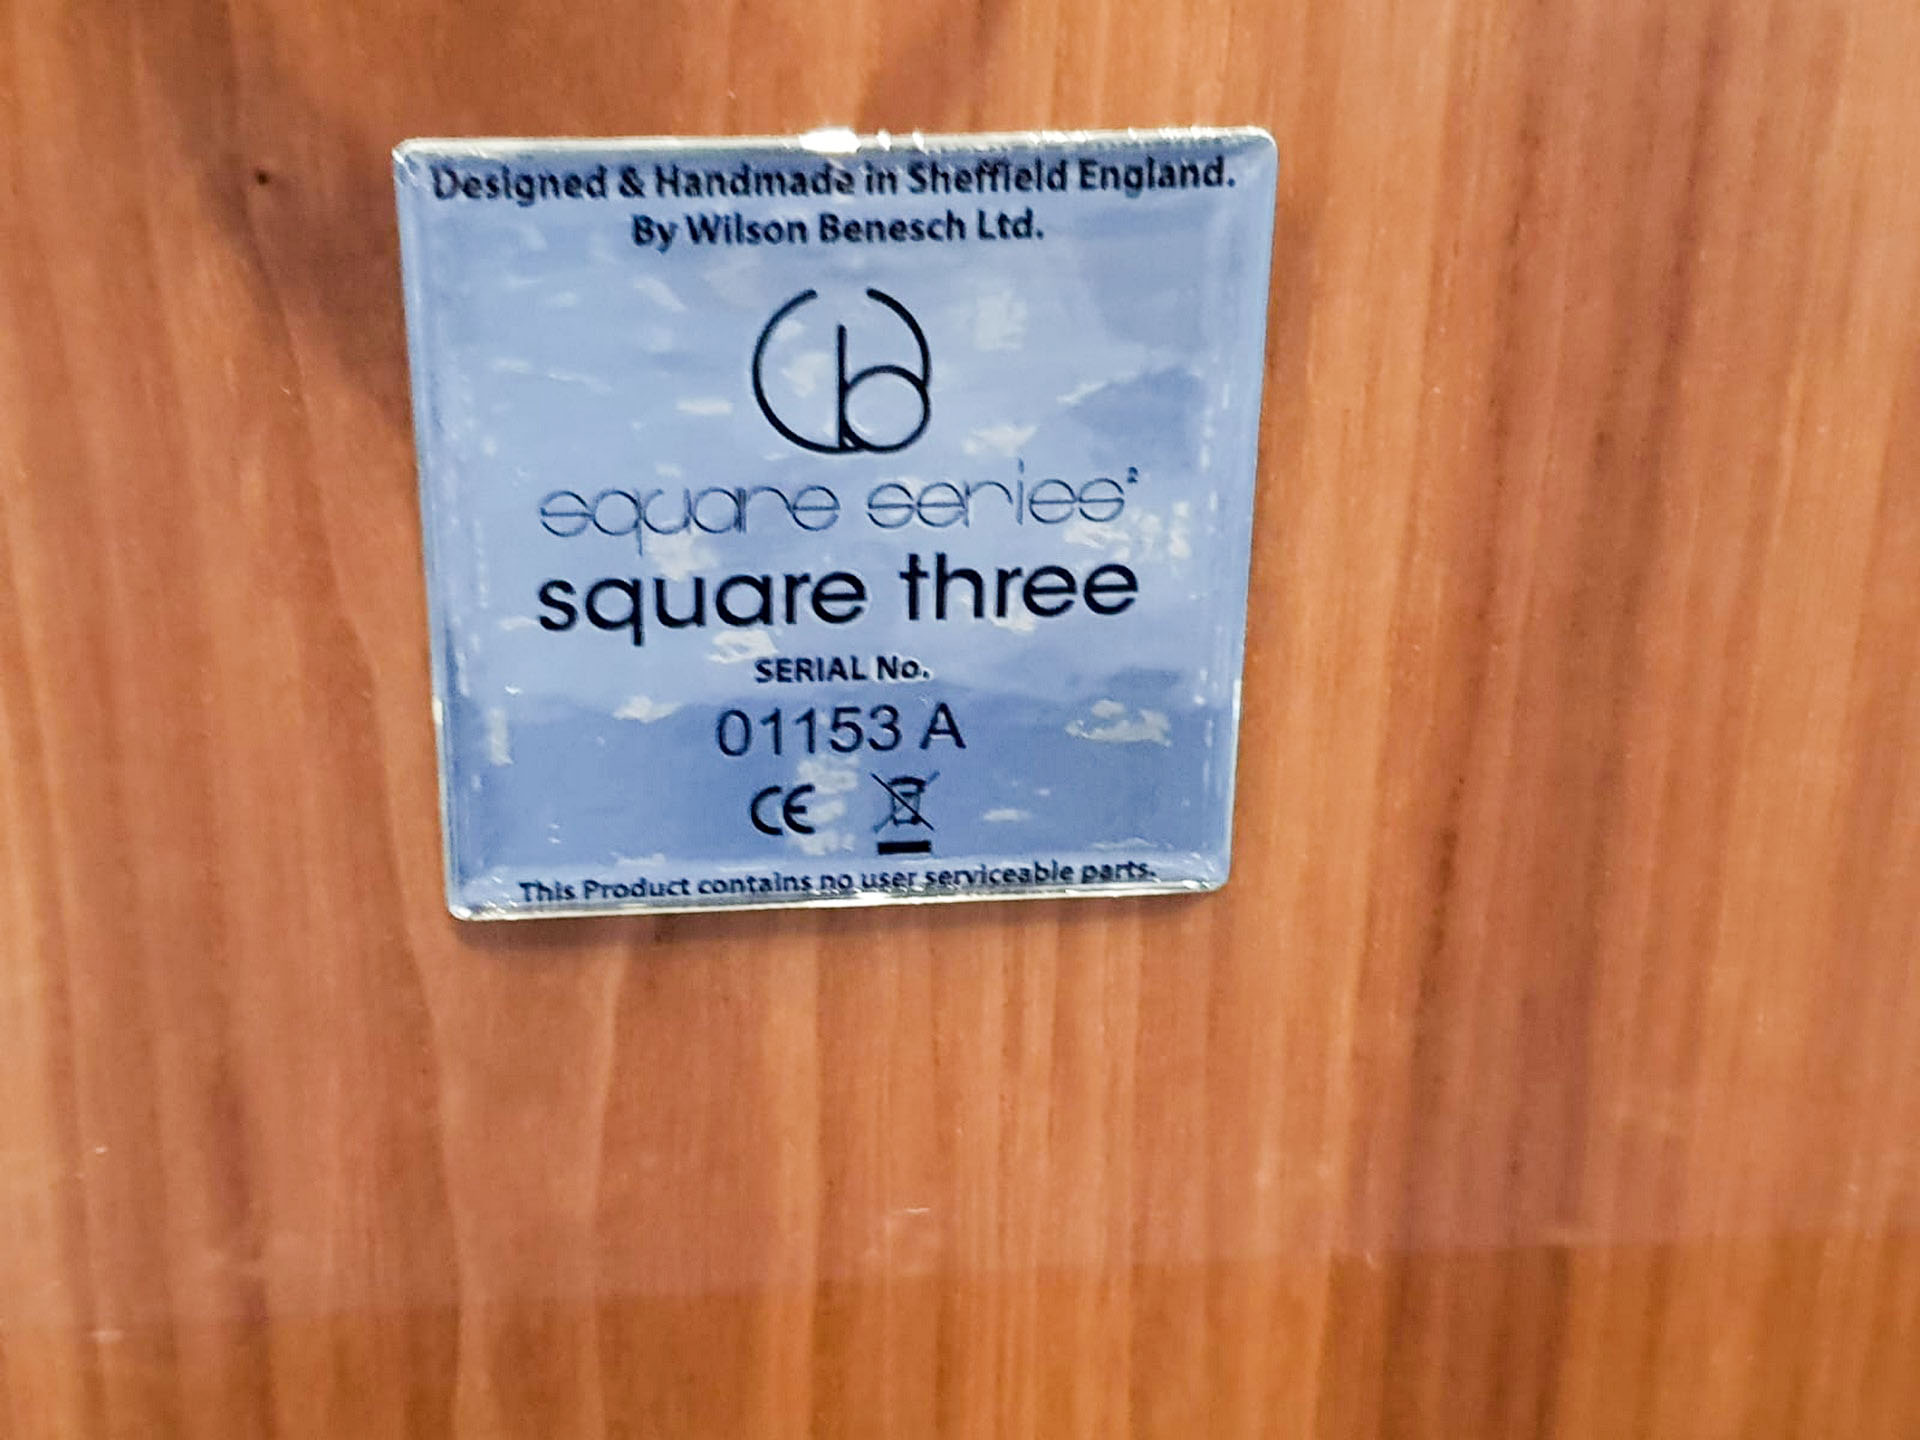 Designed & Handmade in Sheffield England.
By Wilson Benesch Ltd.
square series²
square three
SERIAL No.
01153 A
CE
This Product contains no user serviceable parts.